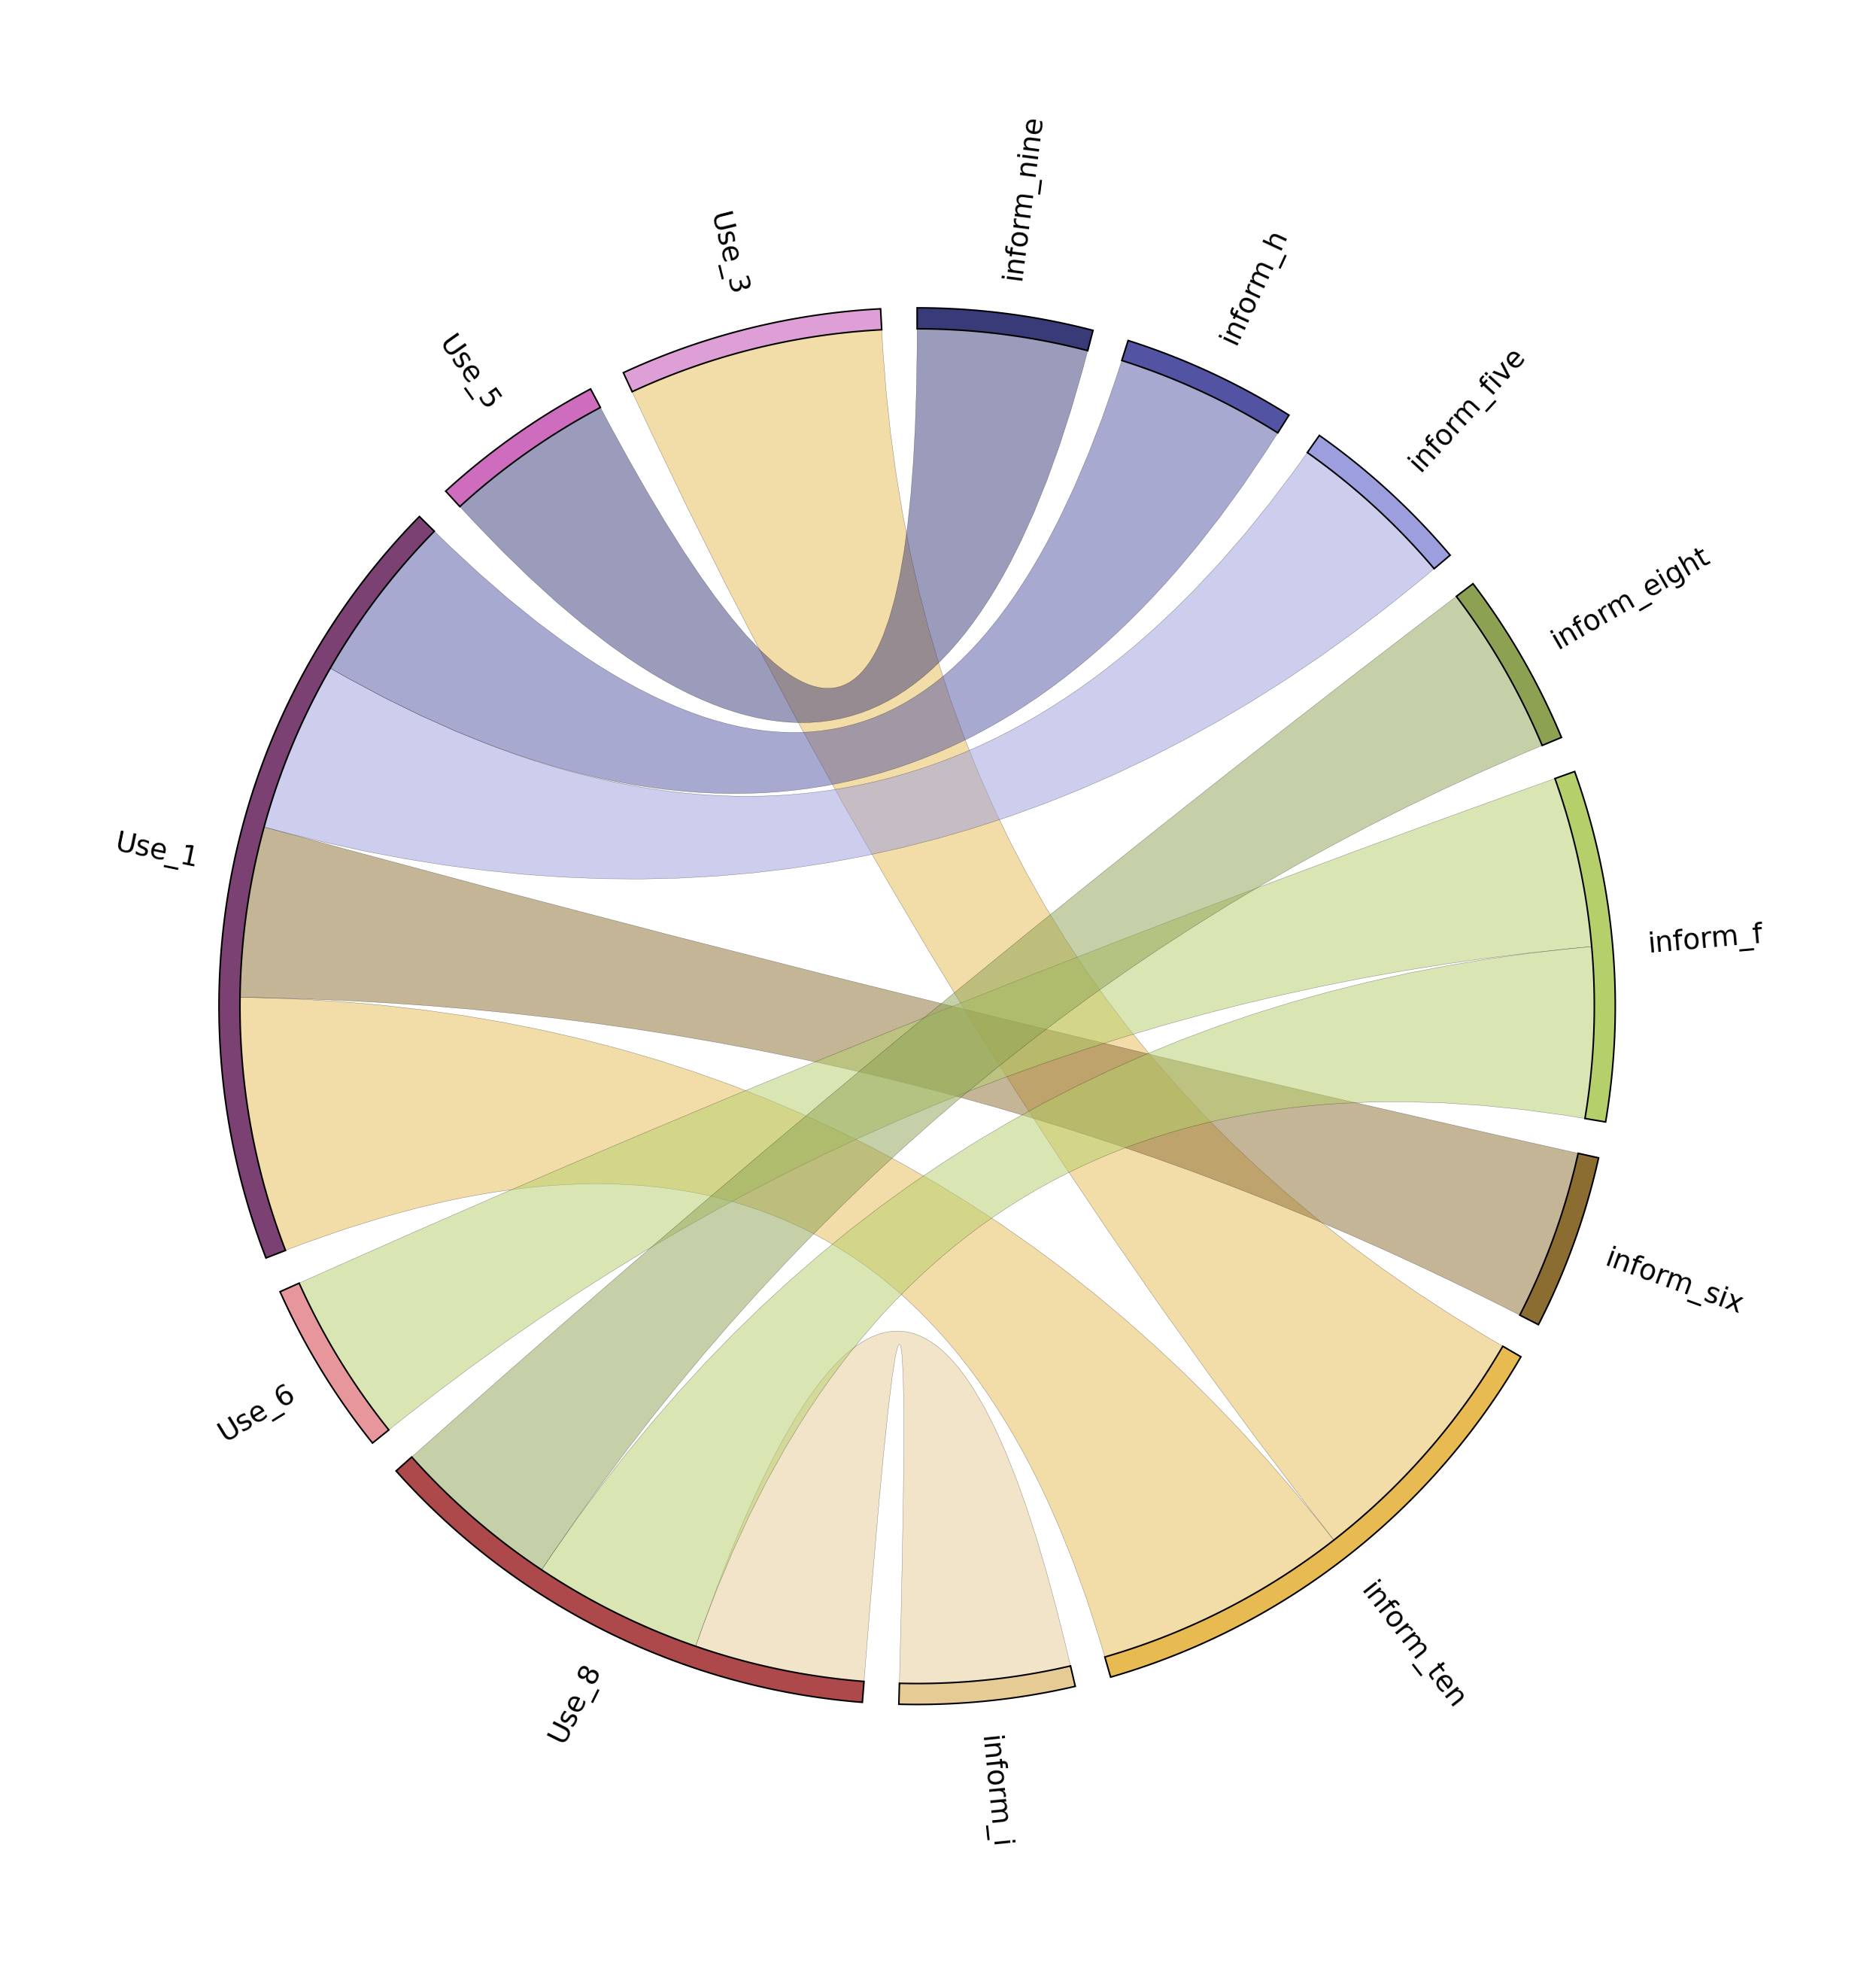 inform_nine
inform_h
inform_five
inform_eight
inform_f
inform_six
inform_ten
inform_i
Use_8
Use_6
Use_1
Use_5
Use_3